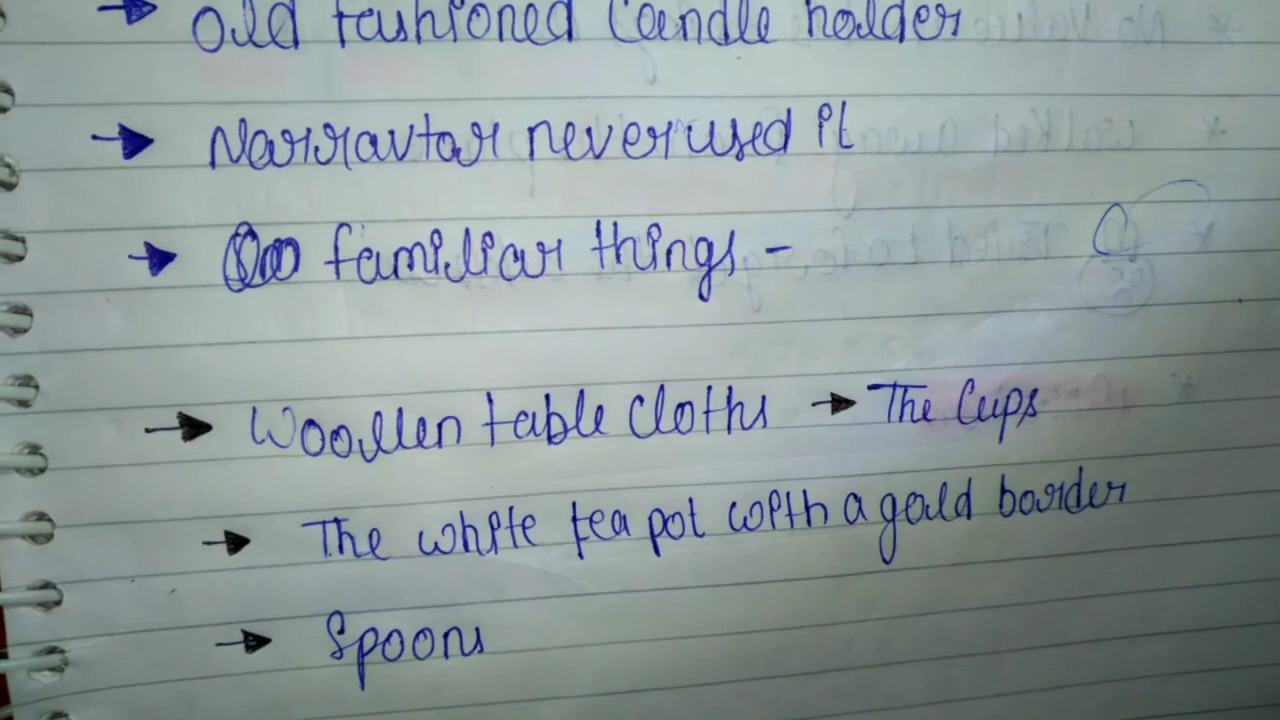 → Old fashioned Candle holder
→ Narravtor never used it
→ familiar things -
→ Woollen table Cloths → The Cups
→ The white tea pot with a gold border
→ Spoons